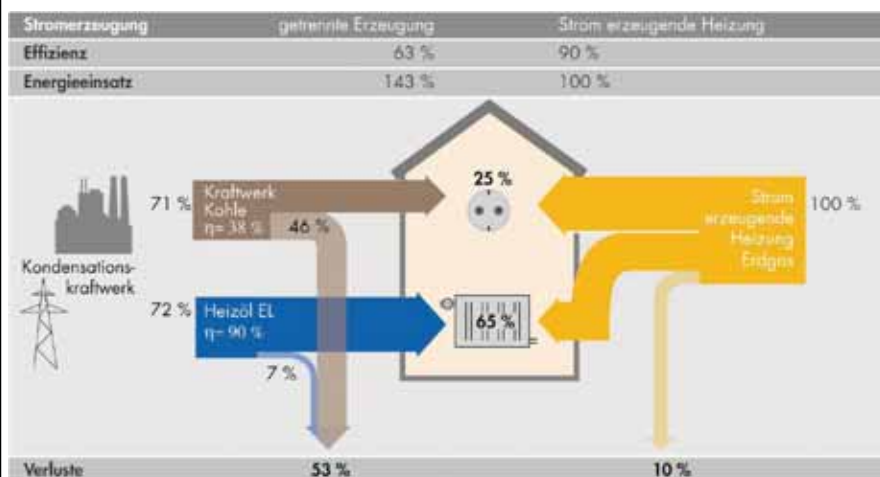 Stromerzeugung getrennte Erzeugung Strom erzeugende Heizung
Effizienz 63 % 90 %
Energieeinsatz 143 % 100 %
25 %
71 %
Kraftwerk
Kohle
η= 38 %
46 %
Strom
erzeugende
Heizung
Erdgas
100 %
Kondensations-
kraftwerk
72 %
Heizöl EL
η= 90 %
65 %
7 %
Verluste 53 % 10 %